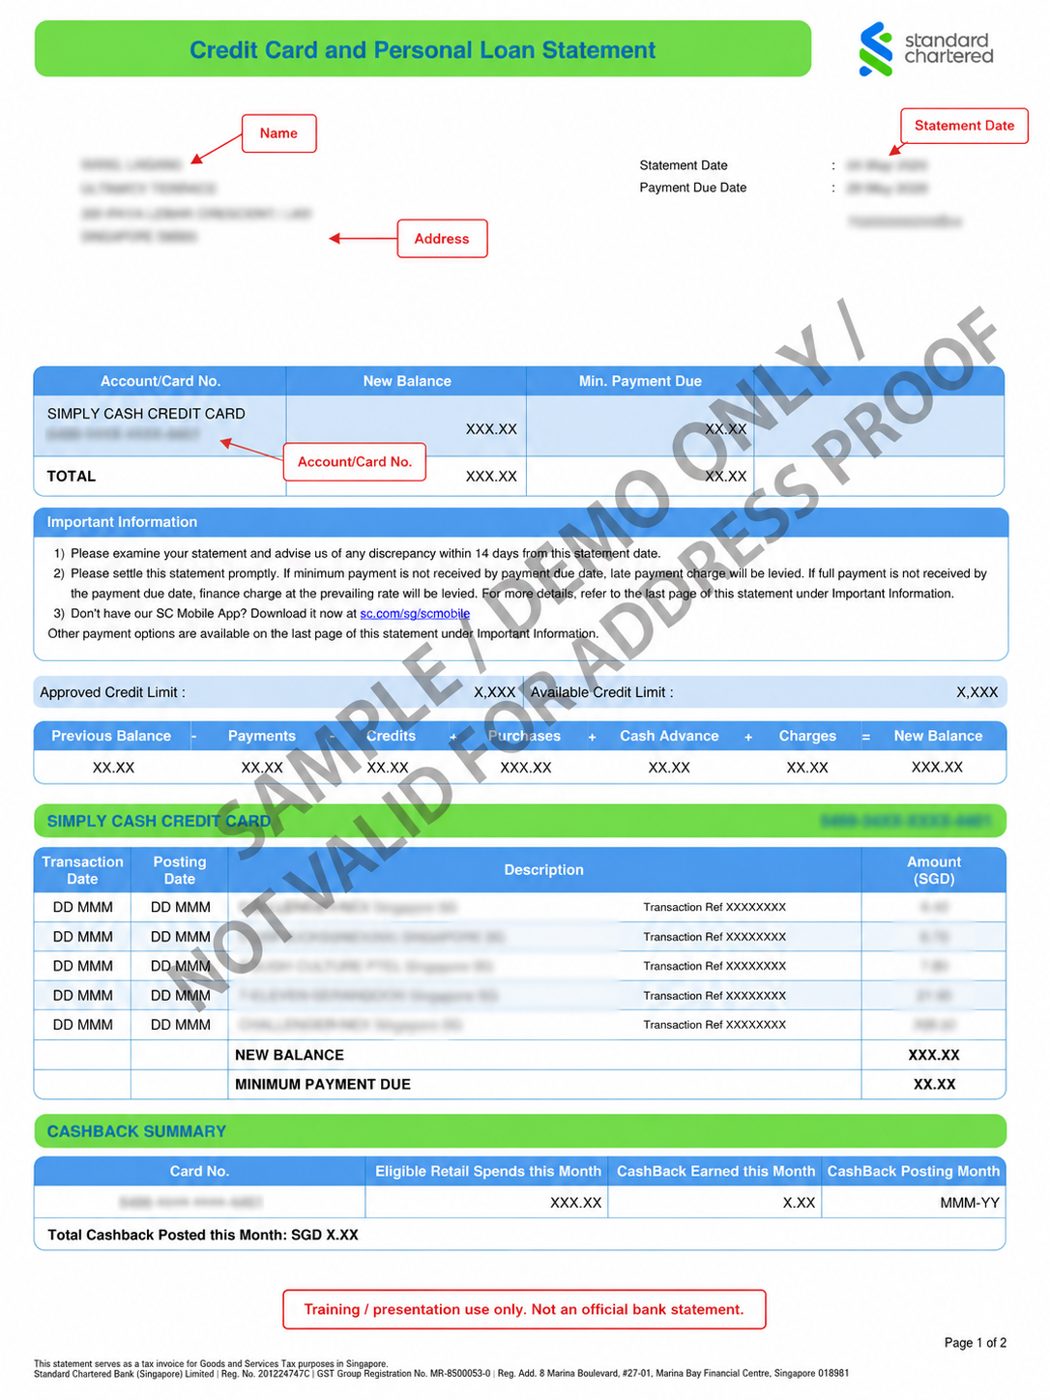 Credit Card and Personal Loan Statement
standard
chartered
Name
Statement Date
Statement Date :
Payment Due Date :
Address
Account/Card No. New Balance Min. Payment Due
SIMPLY CASH CREDIT CARD
XXX.XX XX.XX
Account/Card No.
TOTAL XXX.XX XX.XX
Important Information
1) Please examine your statement and advise us of any discrepancy within 14 days from this statement date.
2) Please settle this statement promptly. If minimum payment is not received by payment due date, late payment charge will be levied. If full payment is not received by
the payment due date, finance charge at the prevailing rate will be levied. For more details, refer to the last page of this statement under Important Information.
3) Don't have our SC Mobile App? Download it now at sc.com/sg/scmobile
Other payment options are available on the last page of this statement under Important Information.
Approved Credit Limit : X,XXX Available Credit Limit : X,XXX
Previous Balance - Payments - Credits + Purchases + Cash Advance + Charges = New Balance
XX.XX XX.XX XX.XX XXX.XX XX.XX XX.XX XXX.XX
SIMPLY CASH CREDIT CARD
Transaction Date Posting Date Description Amount (SGD)
DD MMM DD MMM Transaction Ref XXXXXXXX
DD MMM DD MMM Transaction Ref XXXXXXXX
DD MMM DD MMM Transaction Ref XXXXXXXX
DD MMM DD MMM Transaction Ref XXXXXXXX
DD MMM DD MMM Transaction Ref XXXXXXXX
NEW BALANCE XXX.XX
MINIMUM PAYMENT DUE XX.XX
CASHBACK SUMMARY
Card No. Eligible Retail Spends this Month CashBack Earned this Month CashBack Posting Month
XXX.XX X.XX MMM-YY
Total Cashback Posted this Month: SGD X.XX
SAMPLE / DEMO ONLY /
NOT VALID FOR ADDRESS PROOF
Training / presentation use only. Not an official bank statement.
Page 1 of 2
This statement serves as a tax invoice for Goods and Services Tax purposes in Singapore.
Standard Chartered Bank (Singapore) Limited | Reg. No. 201224747C | GST Group Registration No. MR-8500053-0 | Reg. Add. 8 Marina Boulevard, #27-01, Marina Bay Financial Centre, Singapore 018981